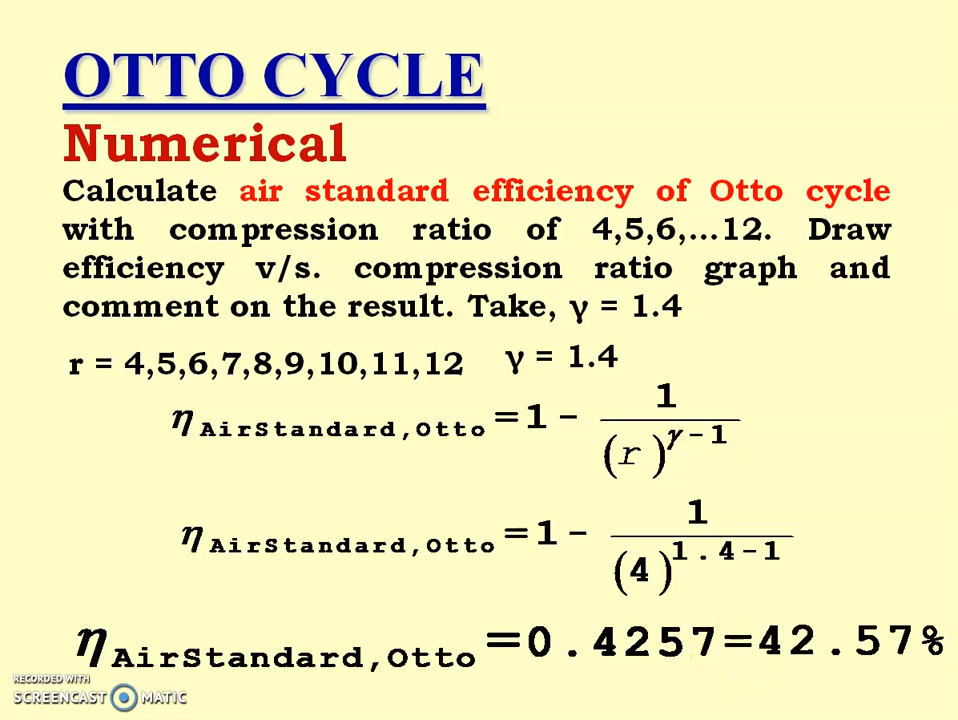 OTTO CYCLE
Numerical
Calculate air standard efficiency of Otto cycle
with compression ratio of 4,5,6,...12. Draw
efficiency v/s. compression ratio graph and
comment on the result. Take, γ = 1.4
r = 4,5,6,7,8,9,10,11,12 γ = 1.4
η AirStandard,Otto = 1 - 1 / (r)^γ-1
η AirStandard,Otto = 1 - 1 / (4)^1.4-1
η AirStandard,Otto = 0.4257 = 42.57%
RECORDED WITH
SCREENCAST MATIC